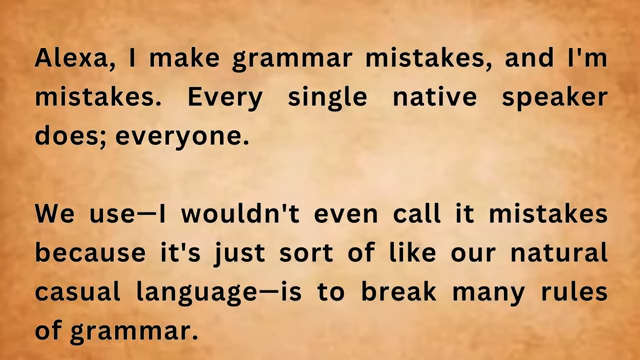 Alexa, I make grammar mistakes, and I'm
mistakes. Every single native speaker
does; everyone.
We use—I wouldn't even call it mistakes
because it's just sort of like our natural
casual language—is to break many rules
of grammar.